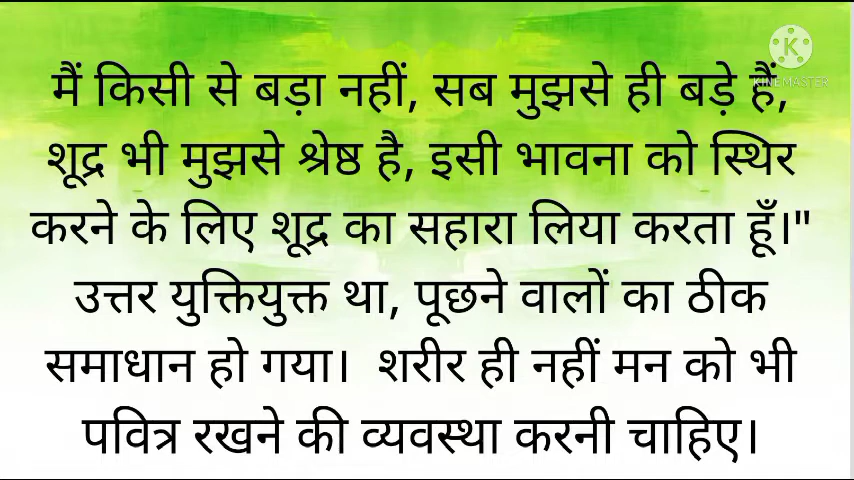 मैं किसी से बड़ा नहीं, सब मुझसे ही बड़े हैं,
शूद्र भी मुझसे श्रेष्ठ है, इसी भावना को स्थिर
करने के लिए शूद्र का सहारा लिया करता हूँ।"
उत्तर युक्तियुक्त था, पूछने वालों का ठीक
समाधान हो गया। शरीर ही नहीं मन को भी
पवित्र रखने की व्यवस्था करनी चाहिए।
K
KINEMASTER